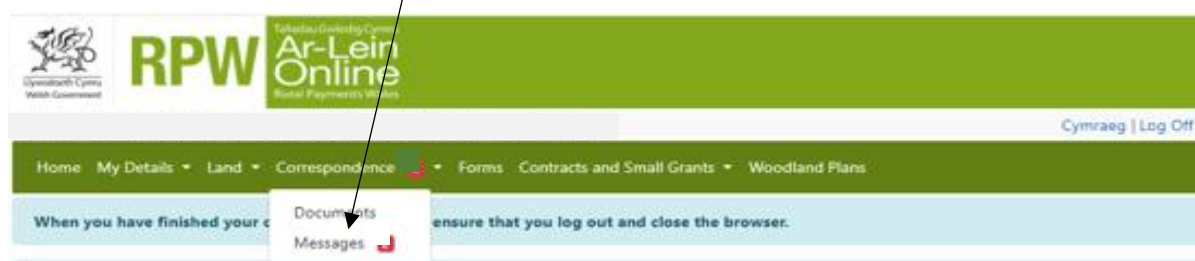 Taliadau Gwledig Cymru
RPW Ar-Lein
Online
Rural Payments Wales
Llywodraeth Cymru
Welsh Government
Cymraeg | Log Off
Home My Details Land Correspondence Forms Contracts and Small Grants Woodland Plans
When you have finished your ensure that you log out and close the browser.
Documents
Messages